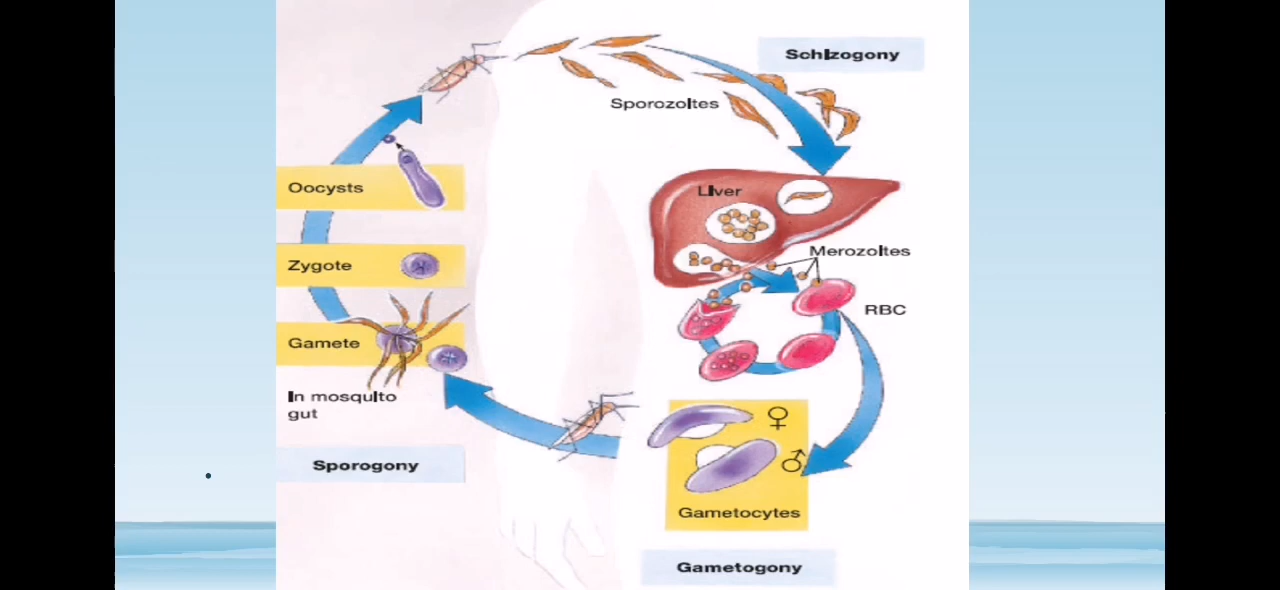 Schizogony
Sporozoites
Liver
Merozoites
RBC
Oocysts
Zygote
Gamete
In mosquito
gut
Sporogony
♀
♂
Gametocytes
Gametogony